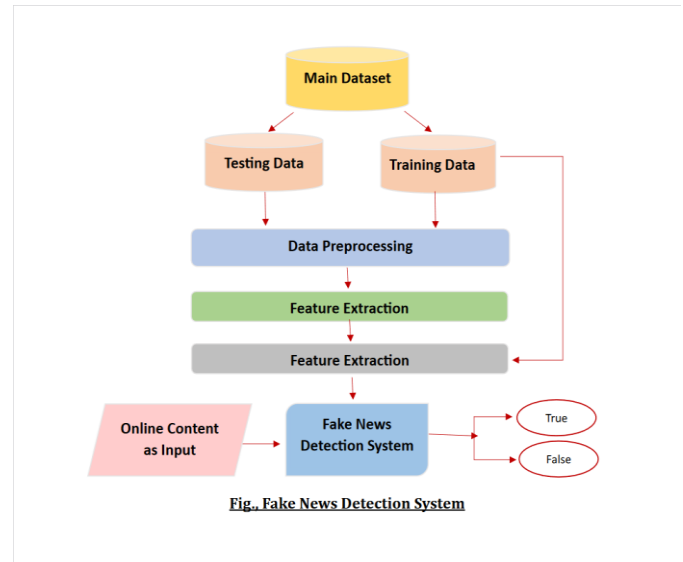 Main Dataset
Testing Data
Training Data
Data Preprocessing
Feature Extraction
Feature Extraction
Online Content
as Input
Fake News
Detection System
True
False
Fig., Fake News Detection System